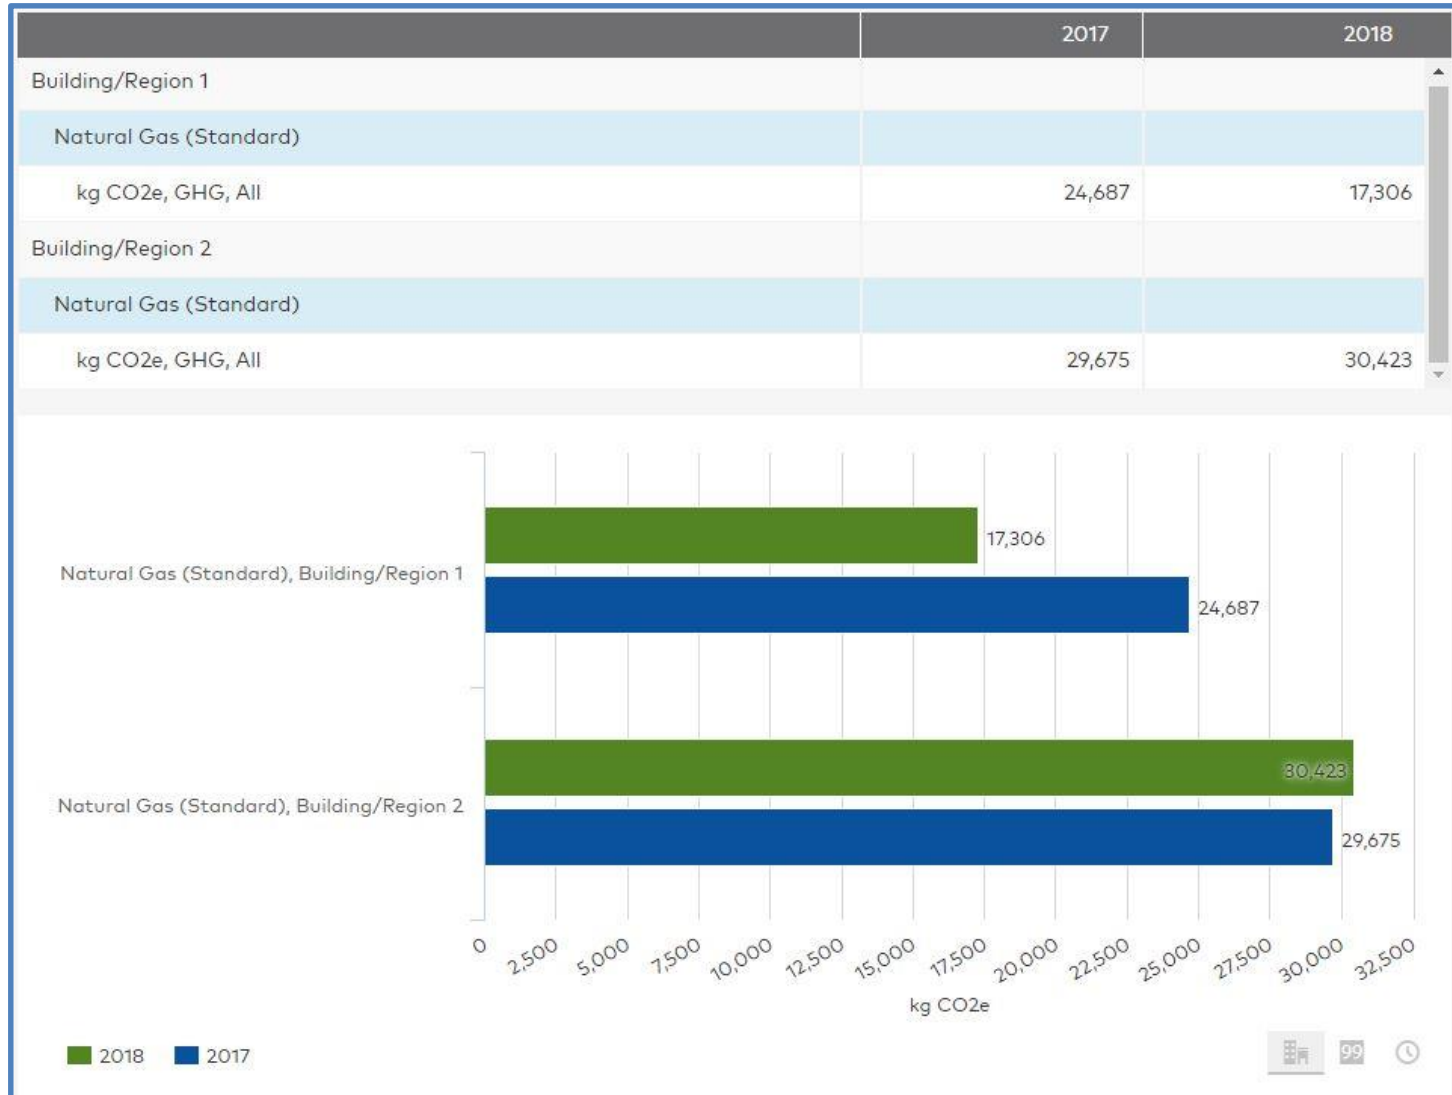 2017 2018
Building/Region 1
Natural Gas (Standard)
kg CO2e, GHG, All 24,687 17,306
Building/Region 2
Natural Gas (Standard)
kg CO2e, GHG, All 29,675 30,423
17,306
Natural Gas (Standard), Building/Region 1
24,687
30,423
Natural Gas (Standard), Building/Region 2
29,675
0 2,500 5,000 7,500 10,000 12,500 15,000 17,500 20,000 22,500 25,000 27,500 30,000 32,500
kg CO2e
2018 2017 99